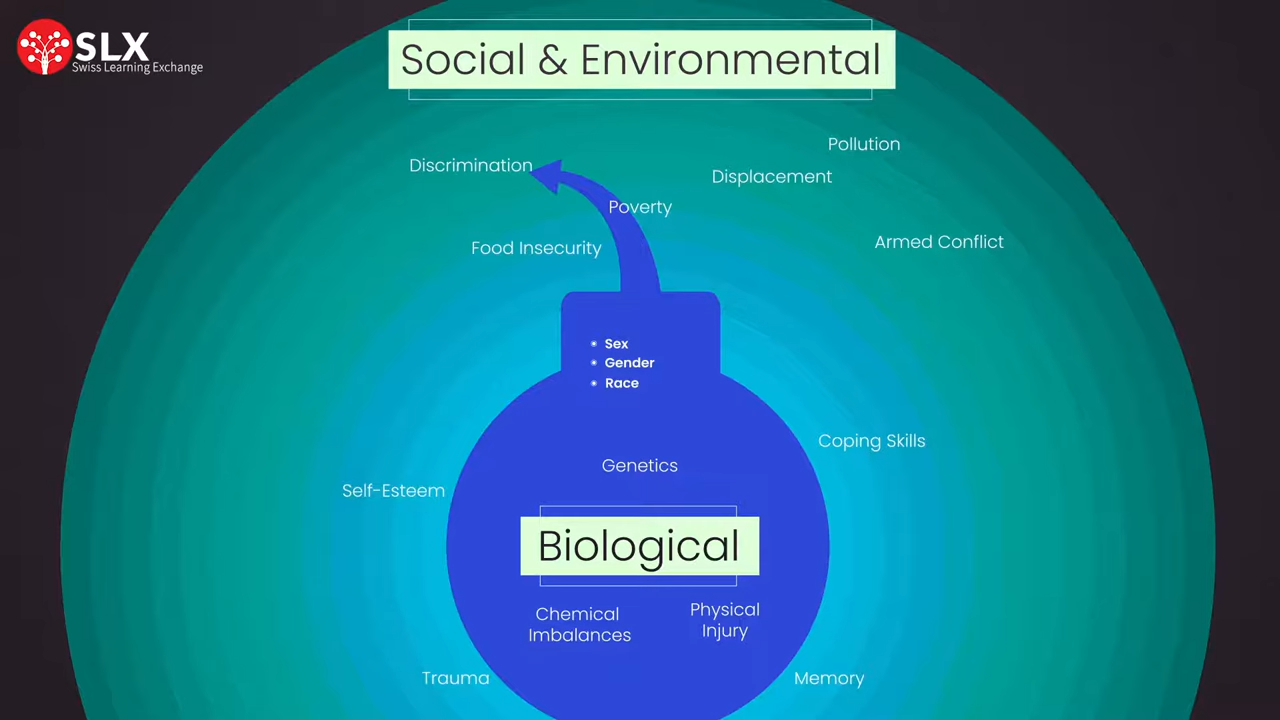 SLX
Swiss Learning Exchange
Social & Environmental
Pollution
Discrimination
Displacement
Poverty
Armed Conflict
Food Insecurity
Sex
Gender
Race
Coping Skills
Genetics
Self-Esteem
Biological
Chemical
Imbalances
Physical
Injury
Trauma
Memory